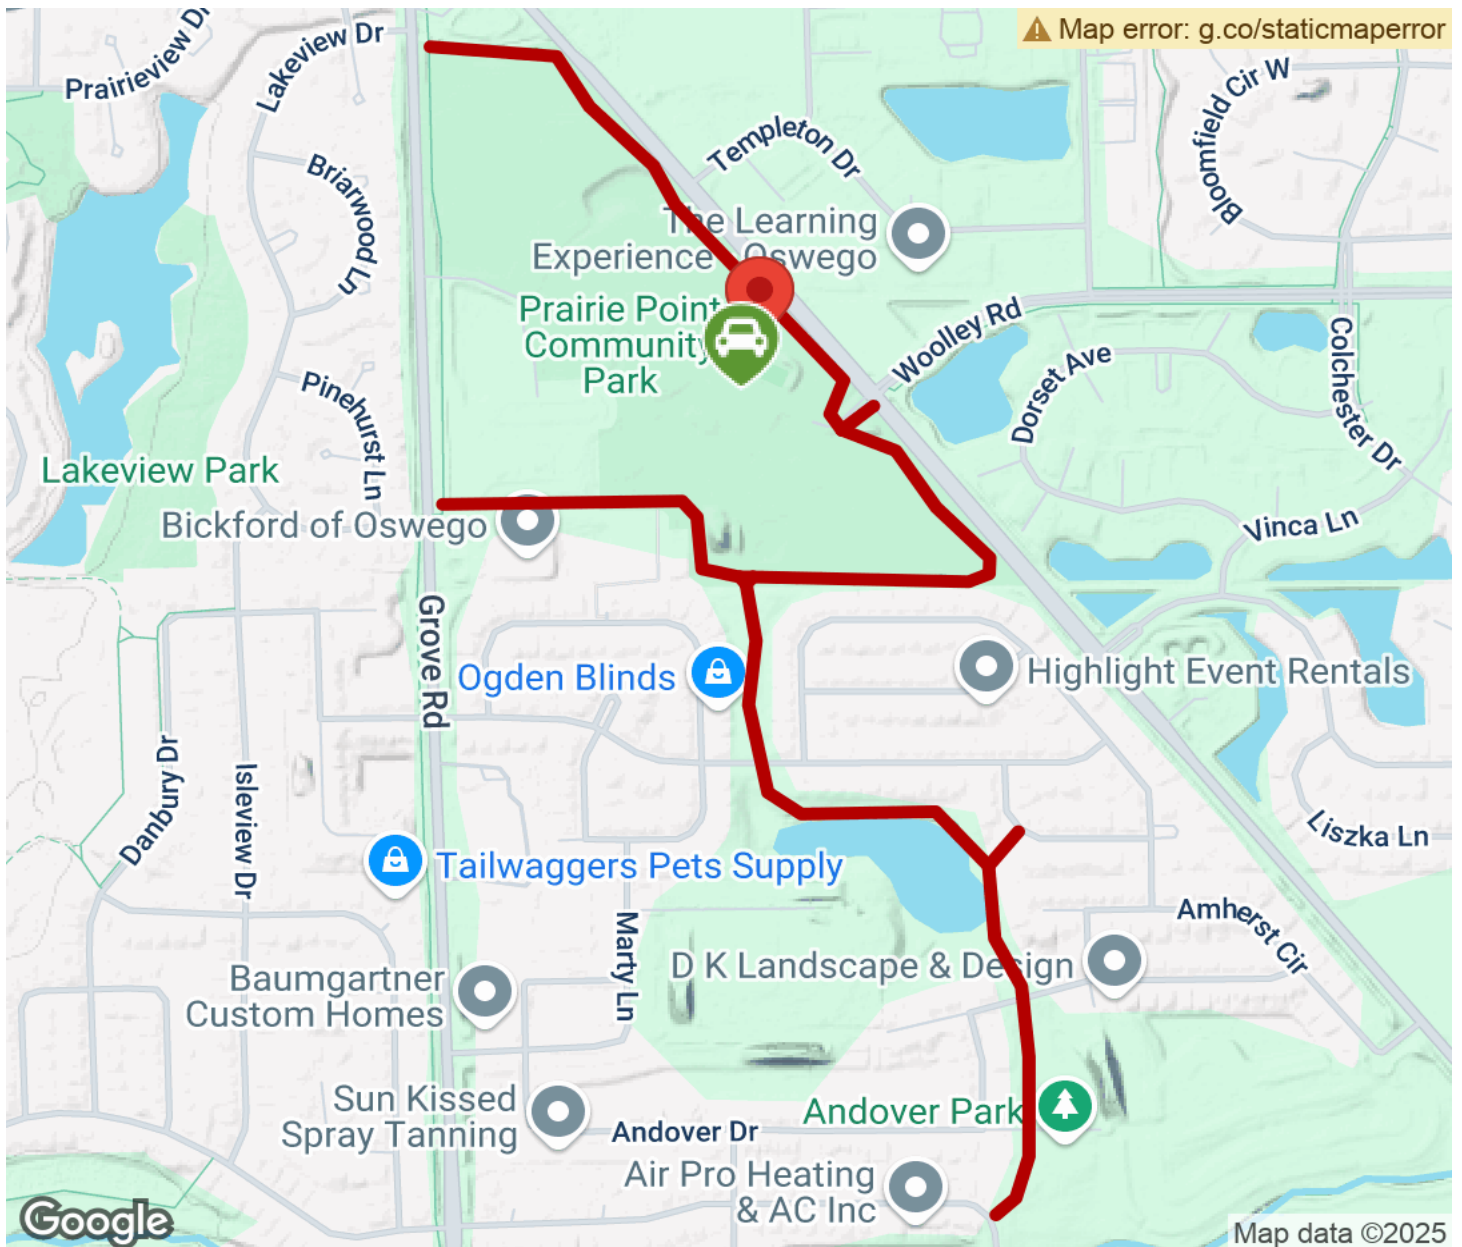 Map error: g.co/staticmaperror
Prairieview Dr
Lakeview Dr
Bloomfield Cir W
Templeton Dr
Briarwood Ln
The Learning
Experience - Oswego
Prairie Point
Community
Park
Woolley Rd
Dorset Ave
Colchester Dr
Pinehurst Ln
Lakeview Park
Bickford of Oswego
Vinca Ln
Grove Rd
Ogden Blinds
Highlight Event Rentals
Danbury Dr
Isleview Dr
Liszka Ln
Tailwaggers Pets Supply
Marty Ln
Amherst Cir
D K Landscape & Design
Baumgartner
Custom Homes
Sun Kissed
Spray Tanning
Andover Park
Andover Dr
Air Pro Heating
& AC Inc
Google
Map data ©2025